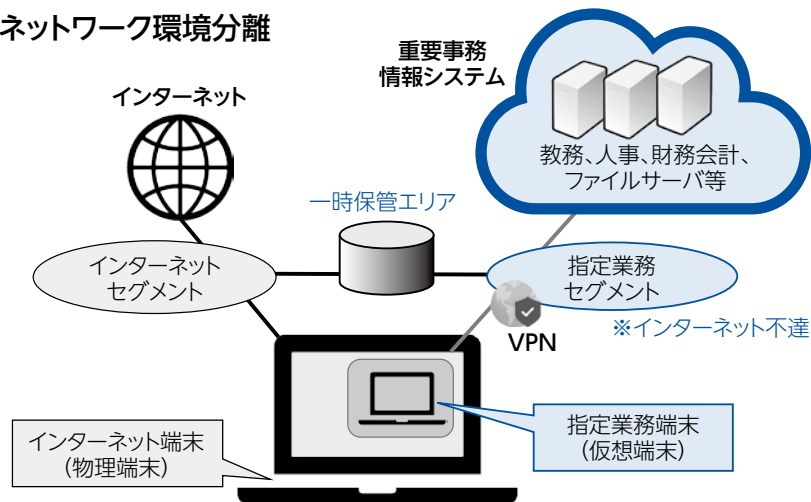 ネットワーク環境分離
重要事務
情報システム
インターネット
教務、人事、財務会計、
ファイルサーバ等
一時保管エリア
インターネット
セグメント
指定業務
セグメント
※インターネット不達
VPN
インターネット端末
(物理端末)
指定業務端末
(仮想端末)